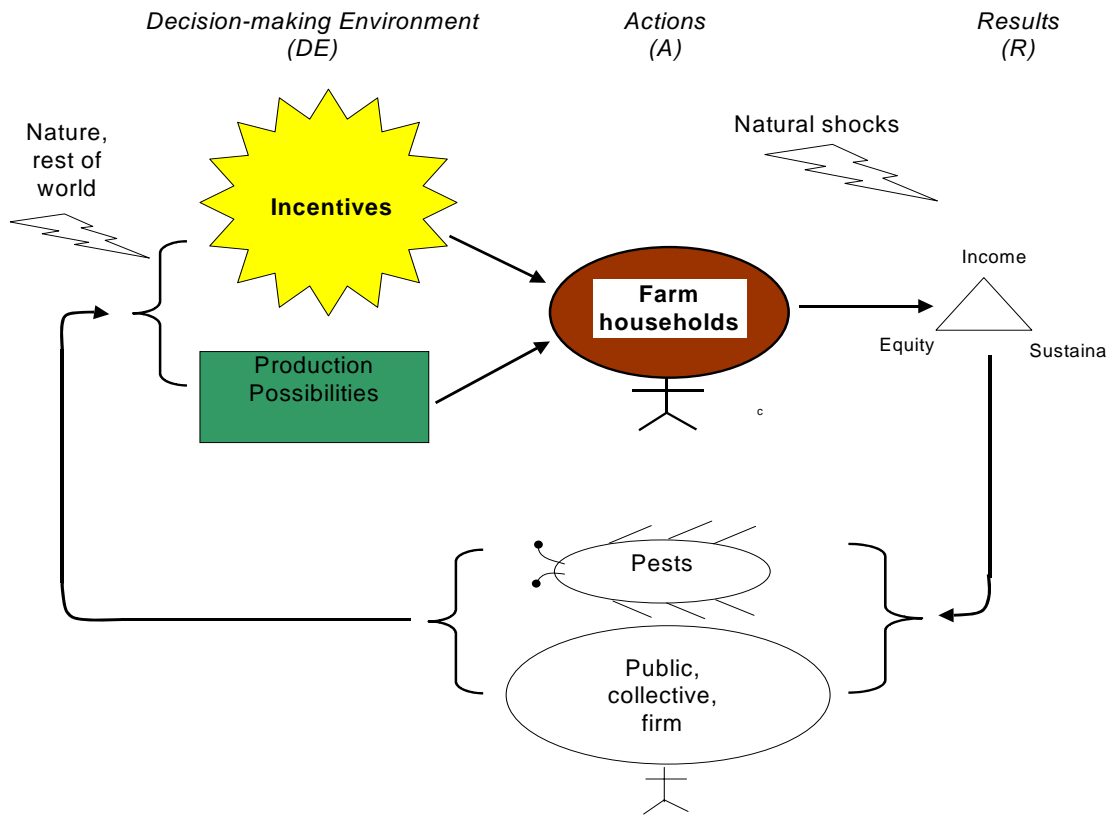 Decision-making Environment
(DE)
Actions
(A)
Results
(R)
Nature,
rest of
world
Incentives
Natural shocks
Farm
households
Income
Equity
Sustaina
Production
Possibilities
c
Pests
Public,
collective,
firm